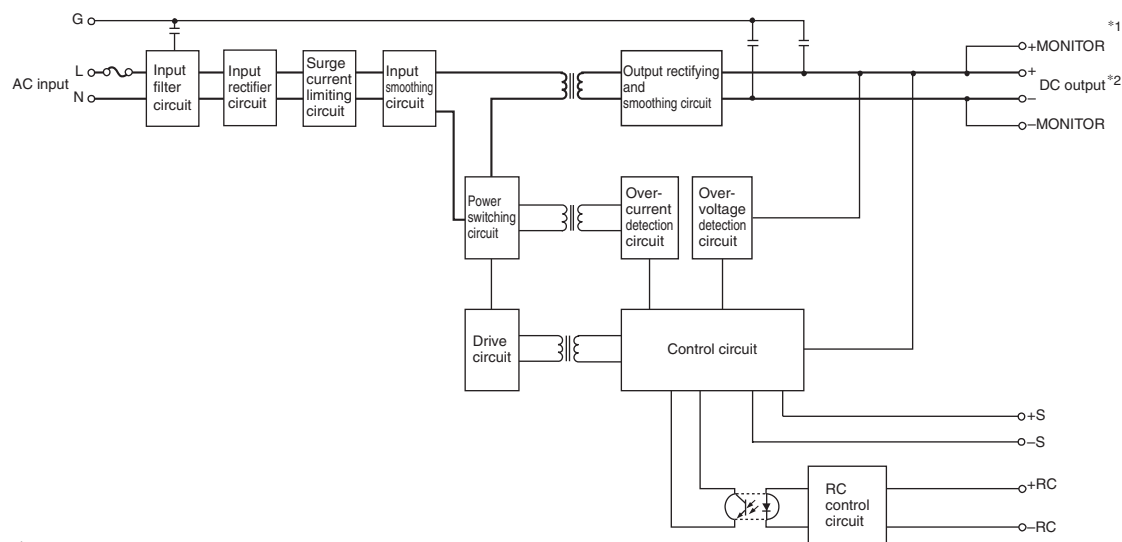 G
*1
+MONITOR
AC input
L
N
Input
filter
circuit
Input
rectifier
circuit
Surge
current
limiting
circuit
Input
smoothing
circuit
Output rectifying
and
smoothing circuit
+
DC output*2
–
–MONITOR
Power
switching
circuit
Over-
current
detection
circuit
Over-
voltage
detection
circuit
Drive
circuit
Control circuit
+S
–S
RC
control
circuit
+RC
–RC